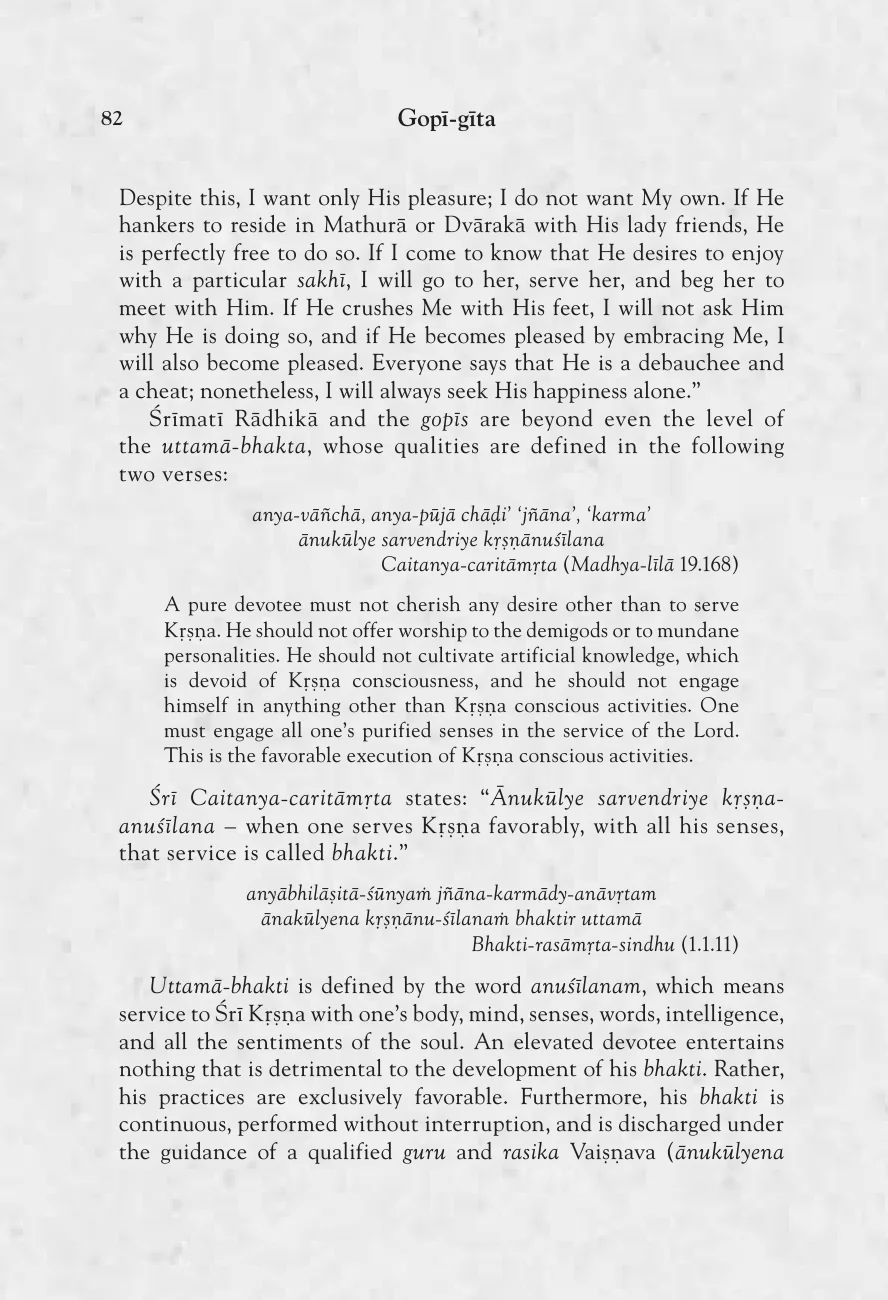 82
Gopī-gīta
Despite this, I want only His pleasure; I do not want My own. If He
hankers to reside in Mathurā or Dvārakā with His lady friends, He
is perfectly free to do so. If I come to know that He desires to enjoy
with a particular sakhī, I will go to her, serve her, and beg her to
meet with Him. If He crushes Me with His feet, I will not ask Him
why He is doing so, and if He becomes pleased by embracing Me, I
will also become pleased. Everyone says that He is a debauchee and
a cheat; nonetheless, I will always seek His happiness alone.”
Śrīmatī Rādhikā and the gopīs are beyond even the level of
the uttamā-bhakta, whose qualities are defined in the following
two verses:
anya-vāñchā, anya-pūjā chāḍi’ ‘jñāna’, ‘karma’
ānukūlye sarvendriye kṛṣṇānuśīlana
Caitanya-caritāmṛta (Madhya-līlā 19.168)
A pure devotee must not cherish any desire other than to serve
Kṛṣṇa. He should not offer worship to the demigods or to mundane
personalities. He should not cultivate artificial knowledge, which
is devoid of Kṛṣṇa consciousness, and he should not engage
himself in anything other than Kṛṣṇa conscious activities. One
must engage all one’s purified senses in the service of the Lord.
This is the favorable execution of Kṛṣṇa conscious activities.
Śrī Caitanya-caritāmṛta states: “Ānukūlye sarvendriye kṛṣṇa-
anuśīlana – when one serves Kṛṣṇa favorably, with all his senses,
that service is called bhakti.”
anyābhilāṣitā-śūnyaṁ jñāna-karmādy-anāvṛtam
ānakūlyena kṛṣṇānu-śīlanaṁ bhaktir uttamā
Bhakti-rasāmṛta-sindhu (1.1.11)
Uttamā-bhakti is defined by the word anuśīlanam, which means
service to Śrī Kṛṣṇa with one’s body, mind, senses, words, intelligence,
and all the sentiments of the soul. An elevated devotee entertains
nothing that is detrimental to the development of his bhakti. Rather,
his practices are exclusively favorable. Furthermore, his bhakti is
continuous, performed without interruption, and is discharged under
the guidance of a qualified guru and rasika Vaiṣṇava (ānukūlyena